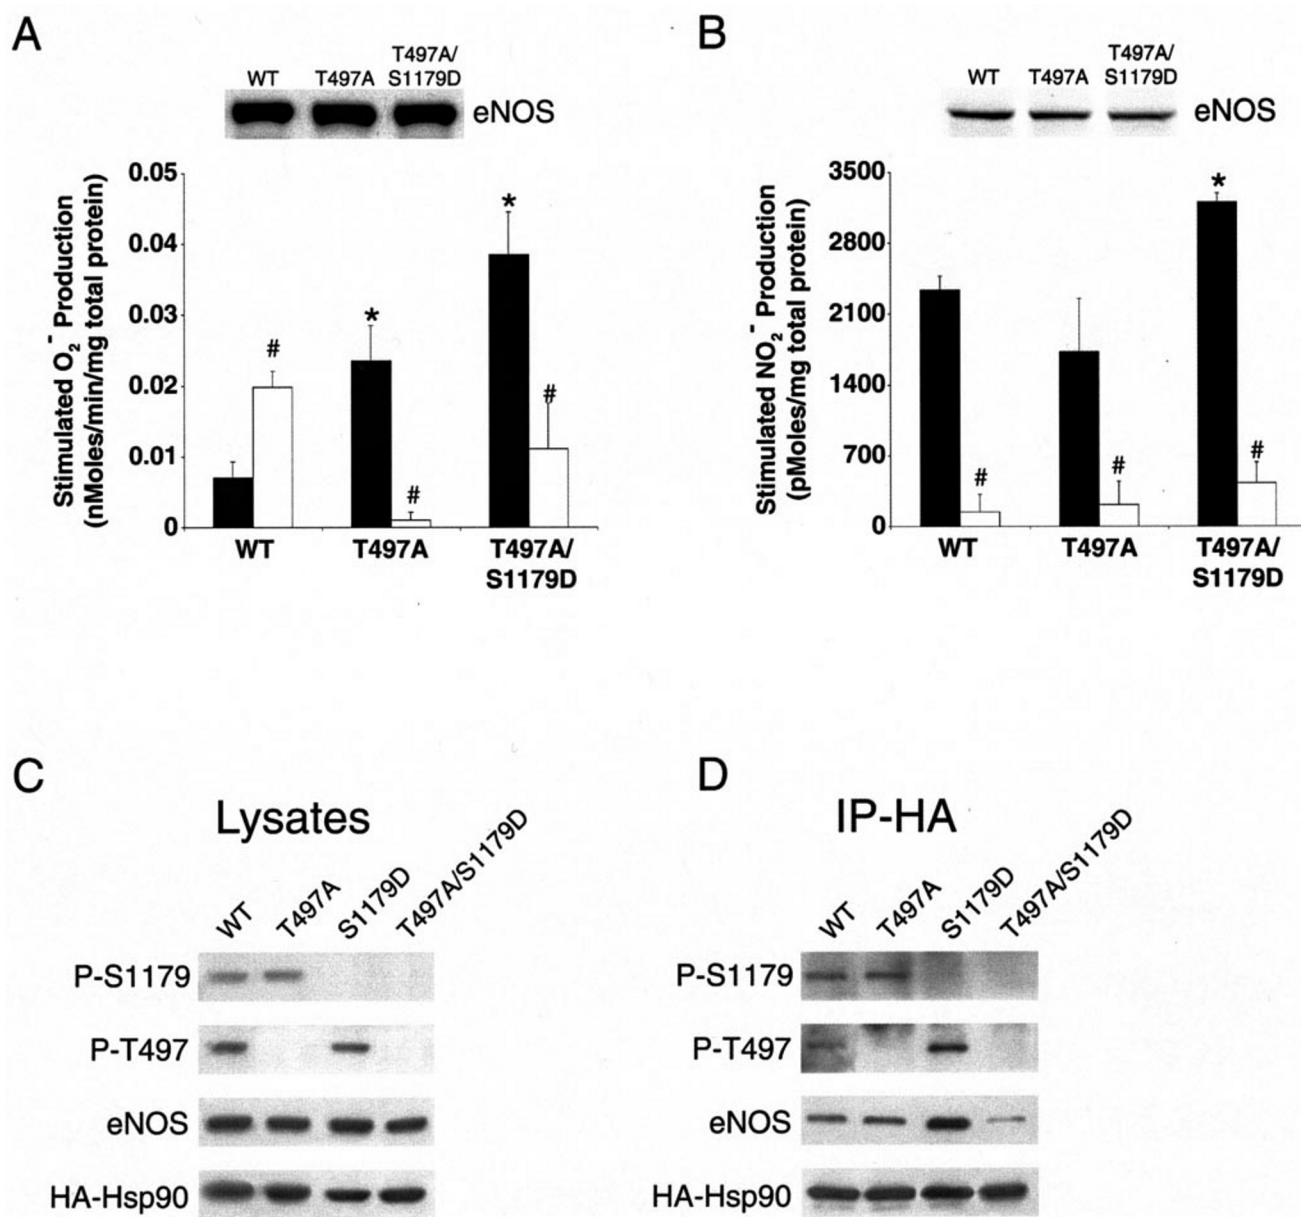 A
WT
T497A
T497A/
S1179D
eNOS
Stimulated O₂⁻ Production
(nMoles/min/mg total protein)
0.05
0.04
0.03
0.02
0.01
0
*
*
#
#
#
WT
T497A
T497A/
S1179D
B
WT
T497A
T497A/
S1179D
eNOS
Stimulated NO₂⁻ Production
(pMoles/mg total protein)
3500
2800
2100
1400
700
0
*
#
#
#
WT
T497A
T497A/
S1179D
C
Lysates
WT
T497A
S1179D
T497A/S1179D
P-S1179
P-T497
eNOS
HA-Hsp90
D
IP-HA
WT
T497A
S1179D
T497A/S1179D
P-S1179
P-T497
eNOS
HA-Hsp90